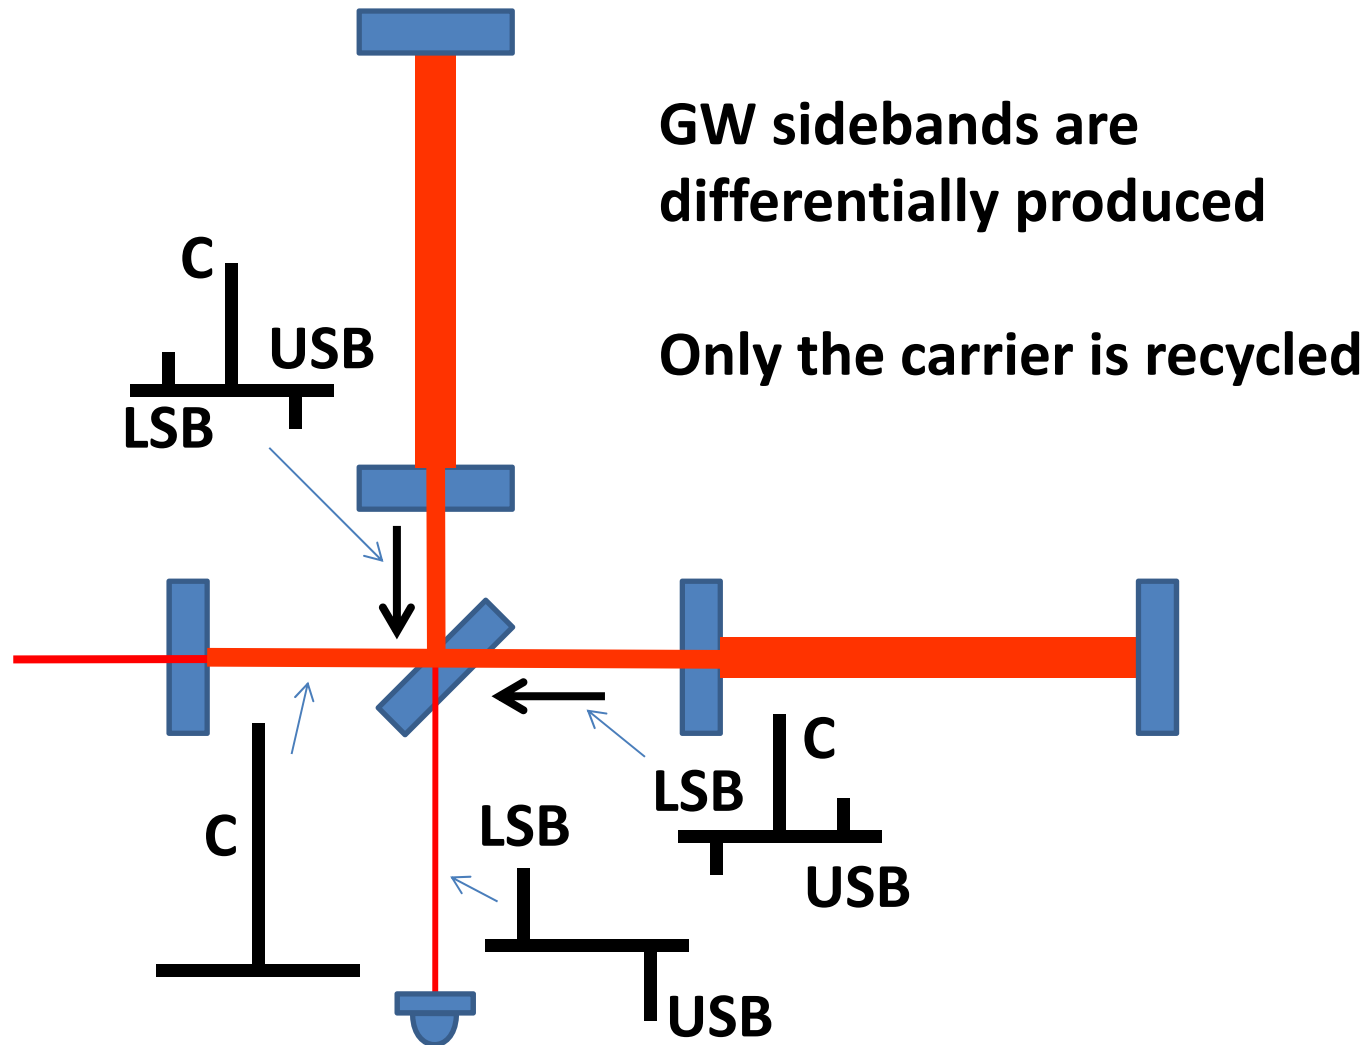 GW sidebands are
differentially produced
C
USB
Only the carrier is recycled
LSB
C
LSB
LSB
C
USB
USB